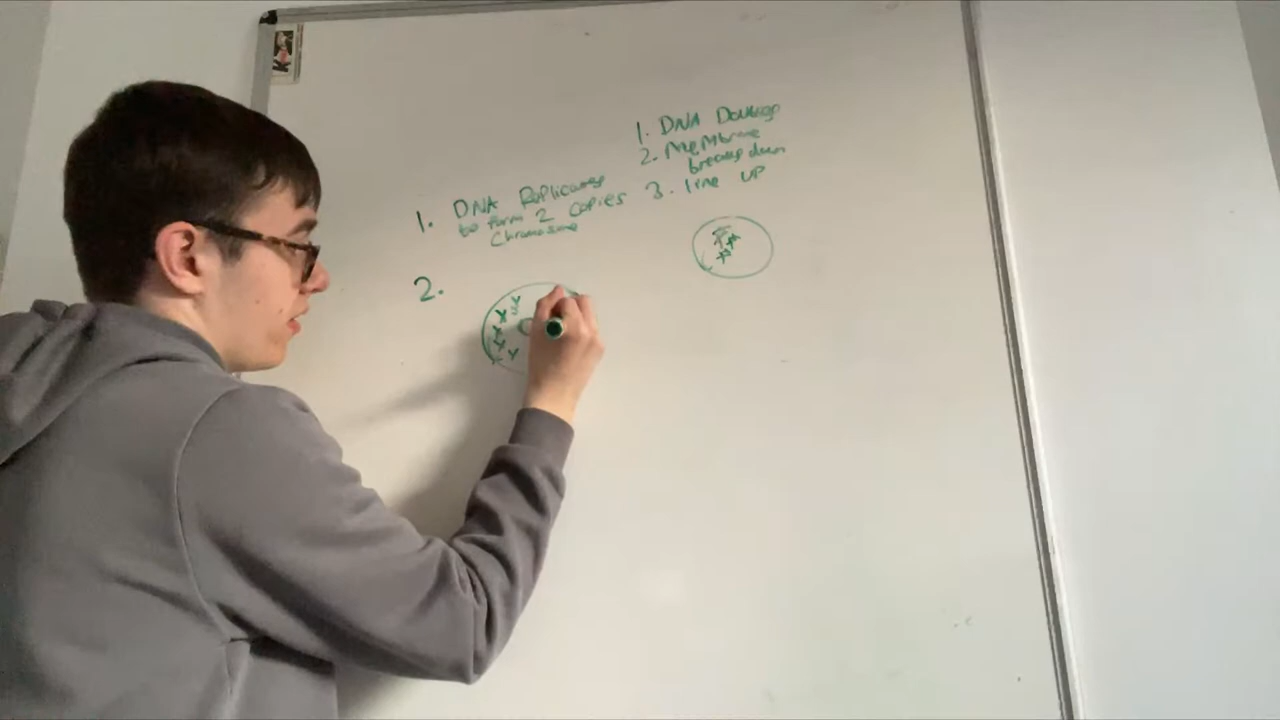 1. DNA Doubles
2. Membrane
breaks down
3. line up
1. DNA Replicates
to form 2 copies
Chromosome
2.